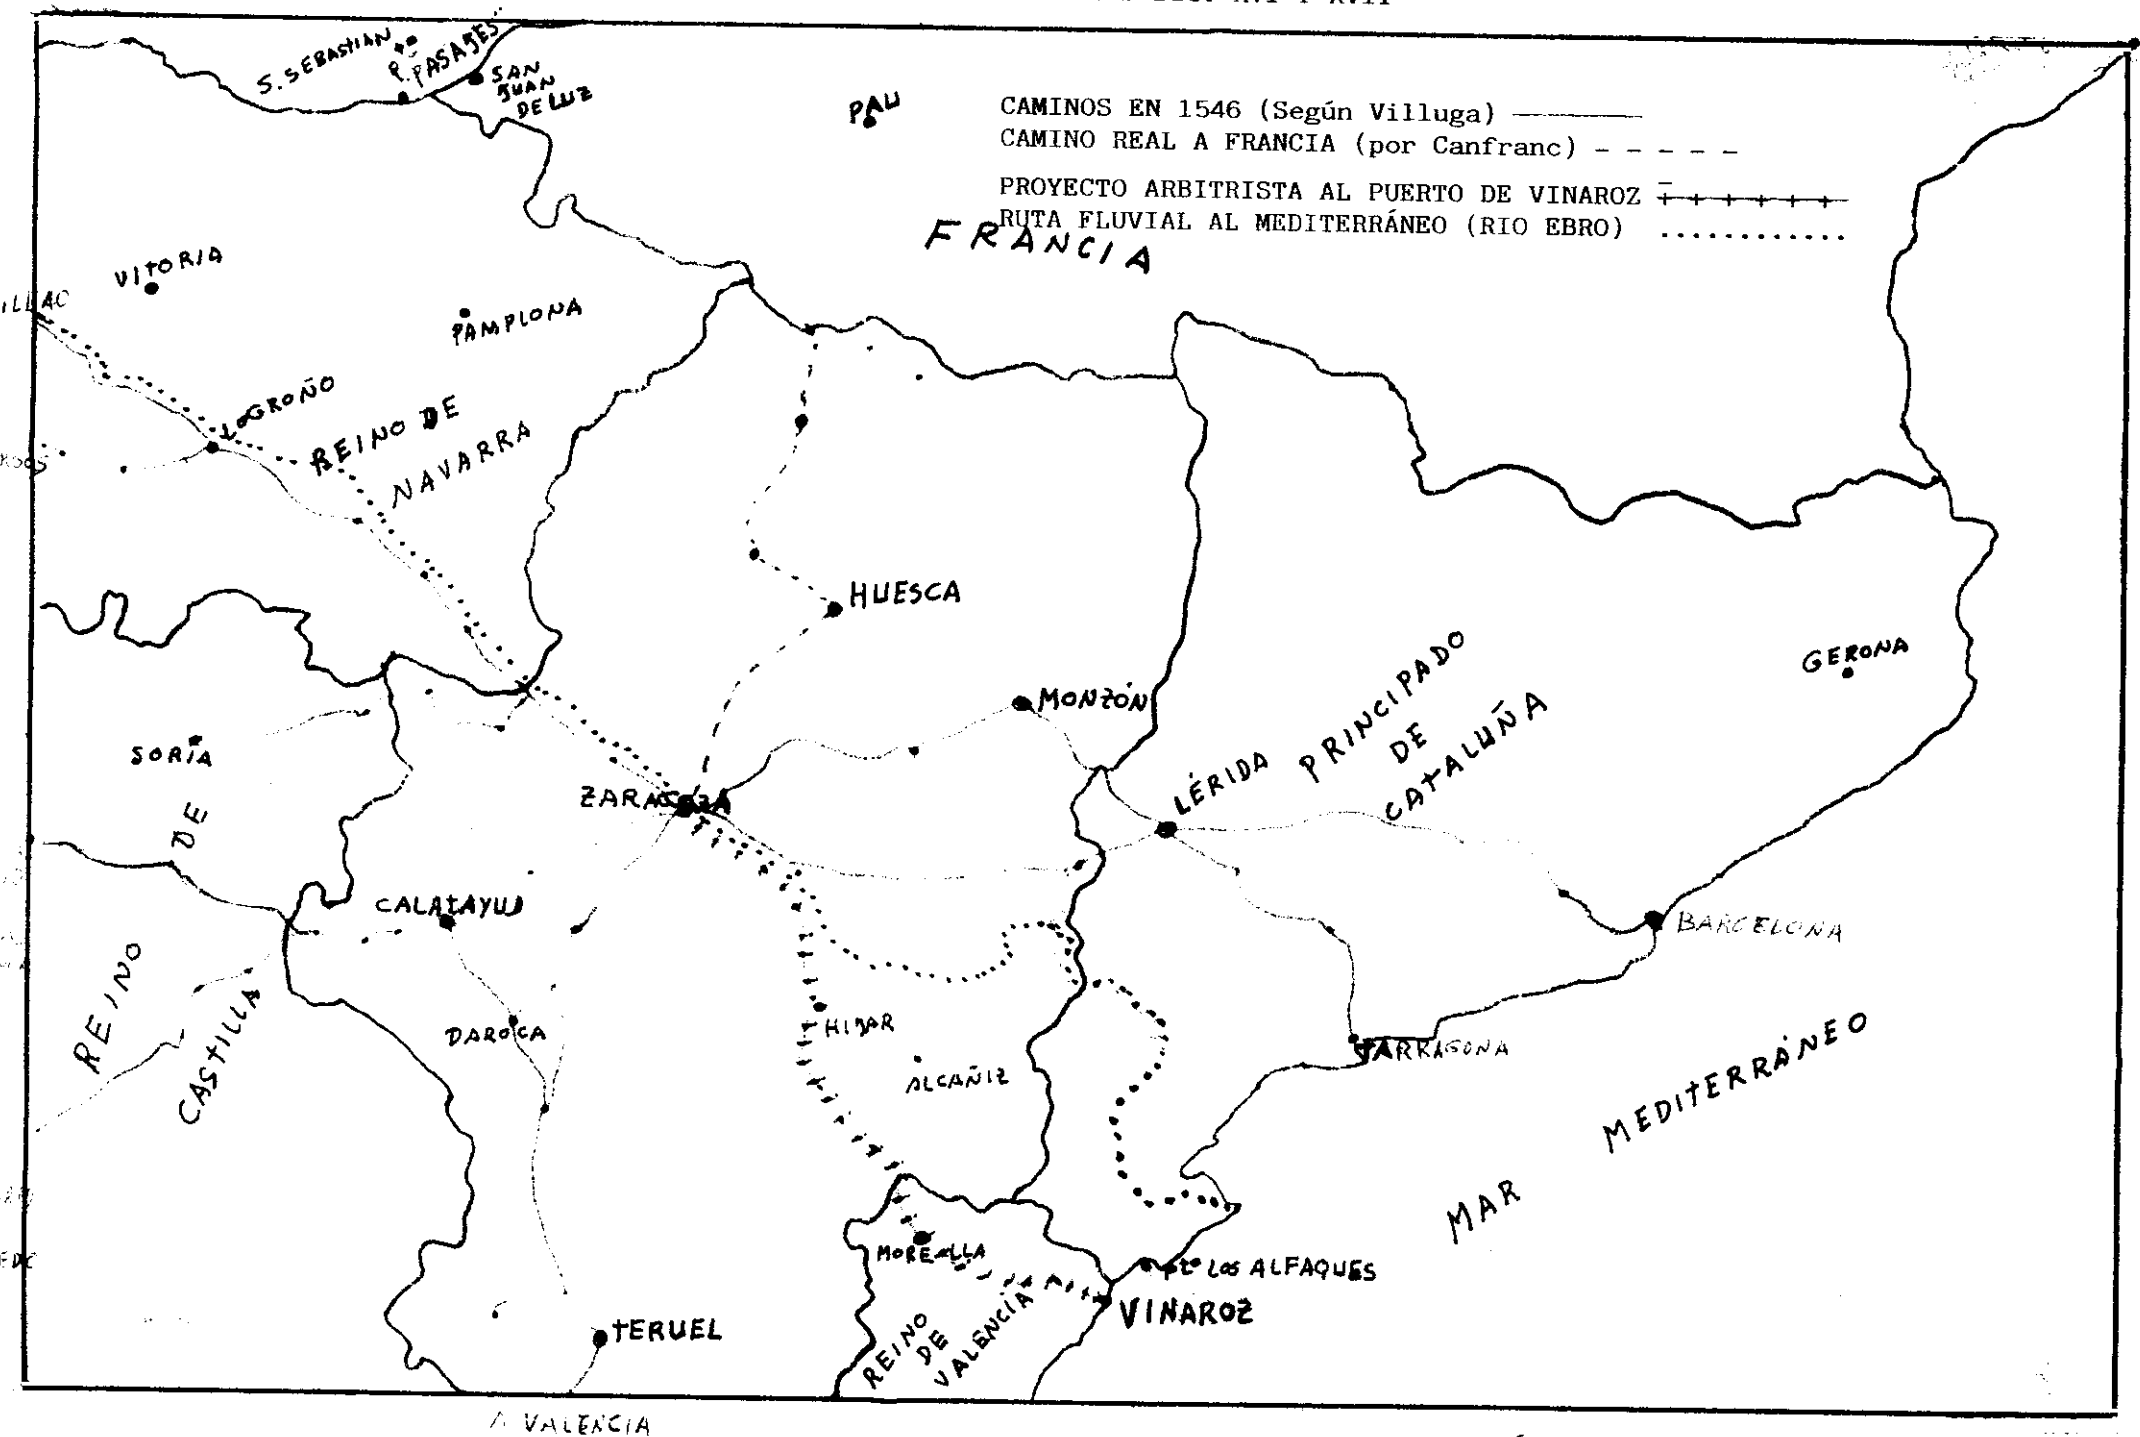 XVI Y XVII
S. SEBASTIAN
P. PASAJES
SAN
JUAN
DE LUZ
PAU
CAMINOS EN 1546 (Según Villuga)
CAMINO REAL A FRANCIA (por Canfranc)
PROYECTO ARBITRISTA AL PUERTO DE VINAROZ
RUTA FLUVIAL AL MEDITERRÁNEO (RIO EBRO)
FRANCIA
VITORIA
PAMPLONA
LOGROÑO
REINO DE
NAVARRA
HUESCA
GERONA
MONZÓN
SORIA
ZARAGOZA
LÉRIDA
PRINCIPADO
DE
CATALUÑA
CALATAYUD
BARCELONA
REINO
DE
CASTILLA
DAROCA
HIJAR
ALCAÑIZ
TARRAGONA
MAR MEDITERRÁNEO
MORELLA
PTO LOS ALFAQUES
VINAROZ
REINO
DE
VALENCIA
TERUEL
A VALENCIA